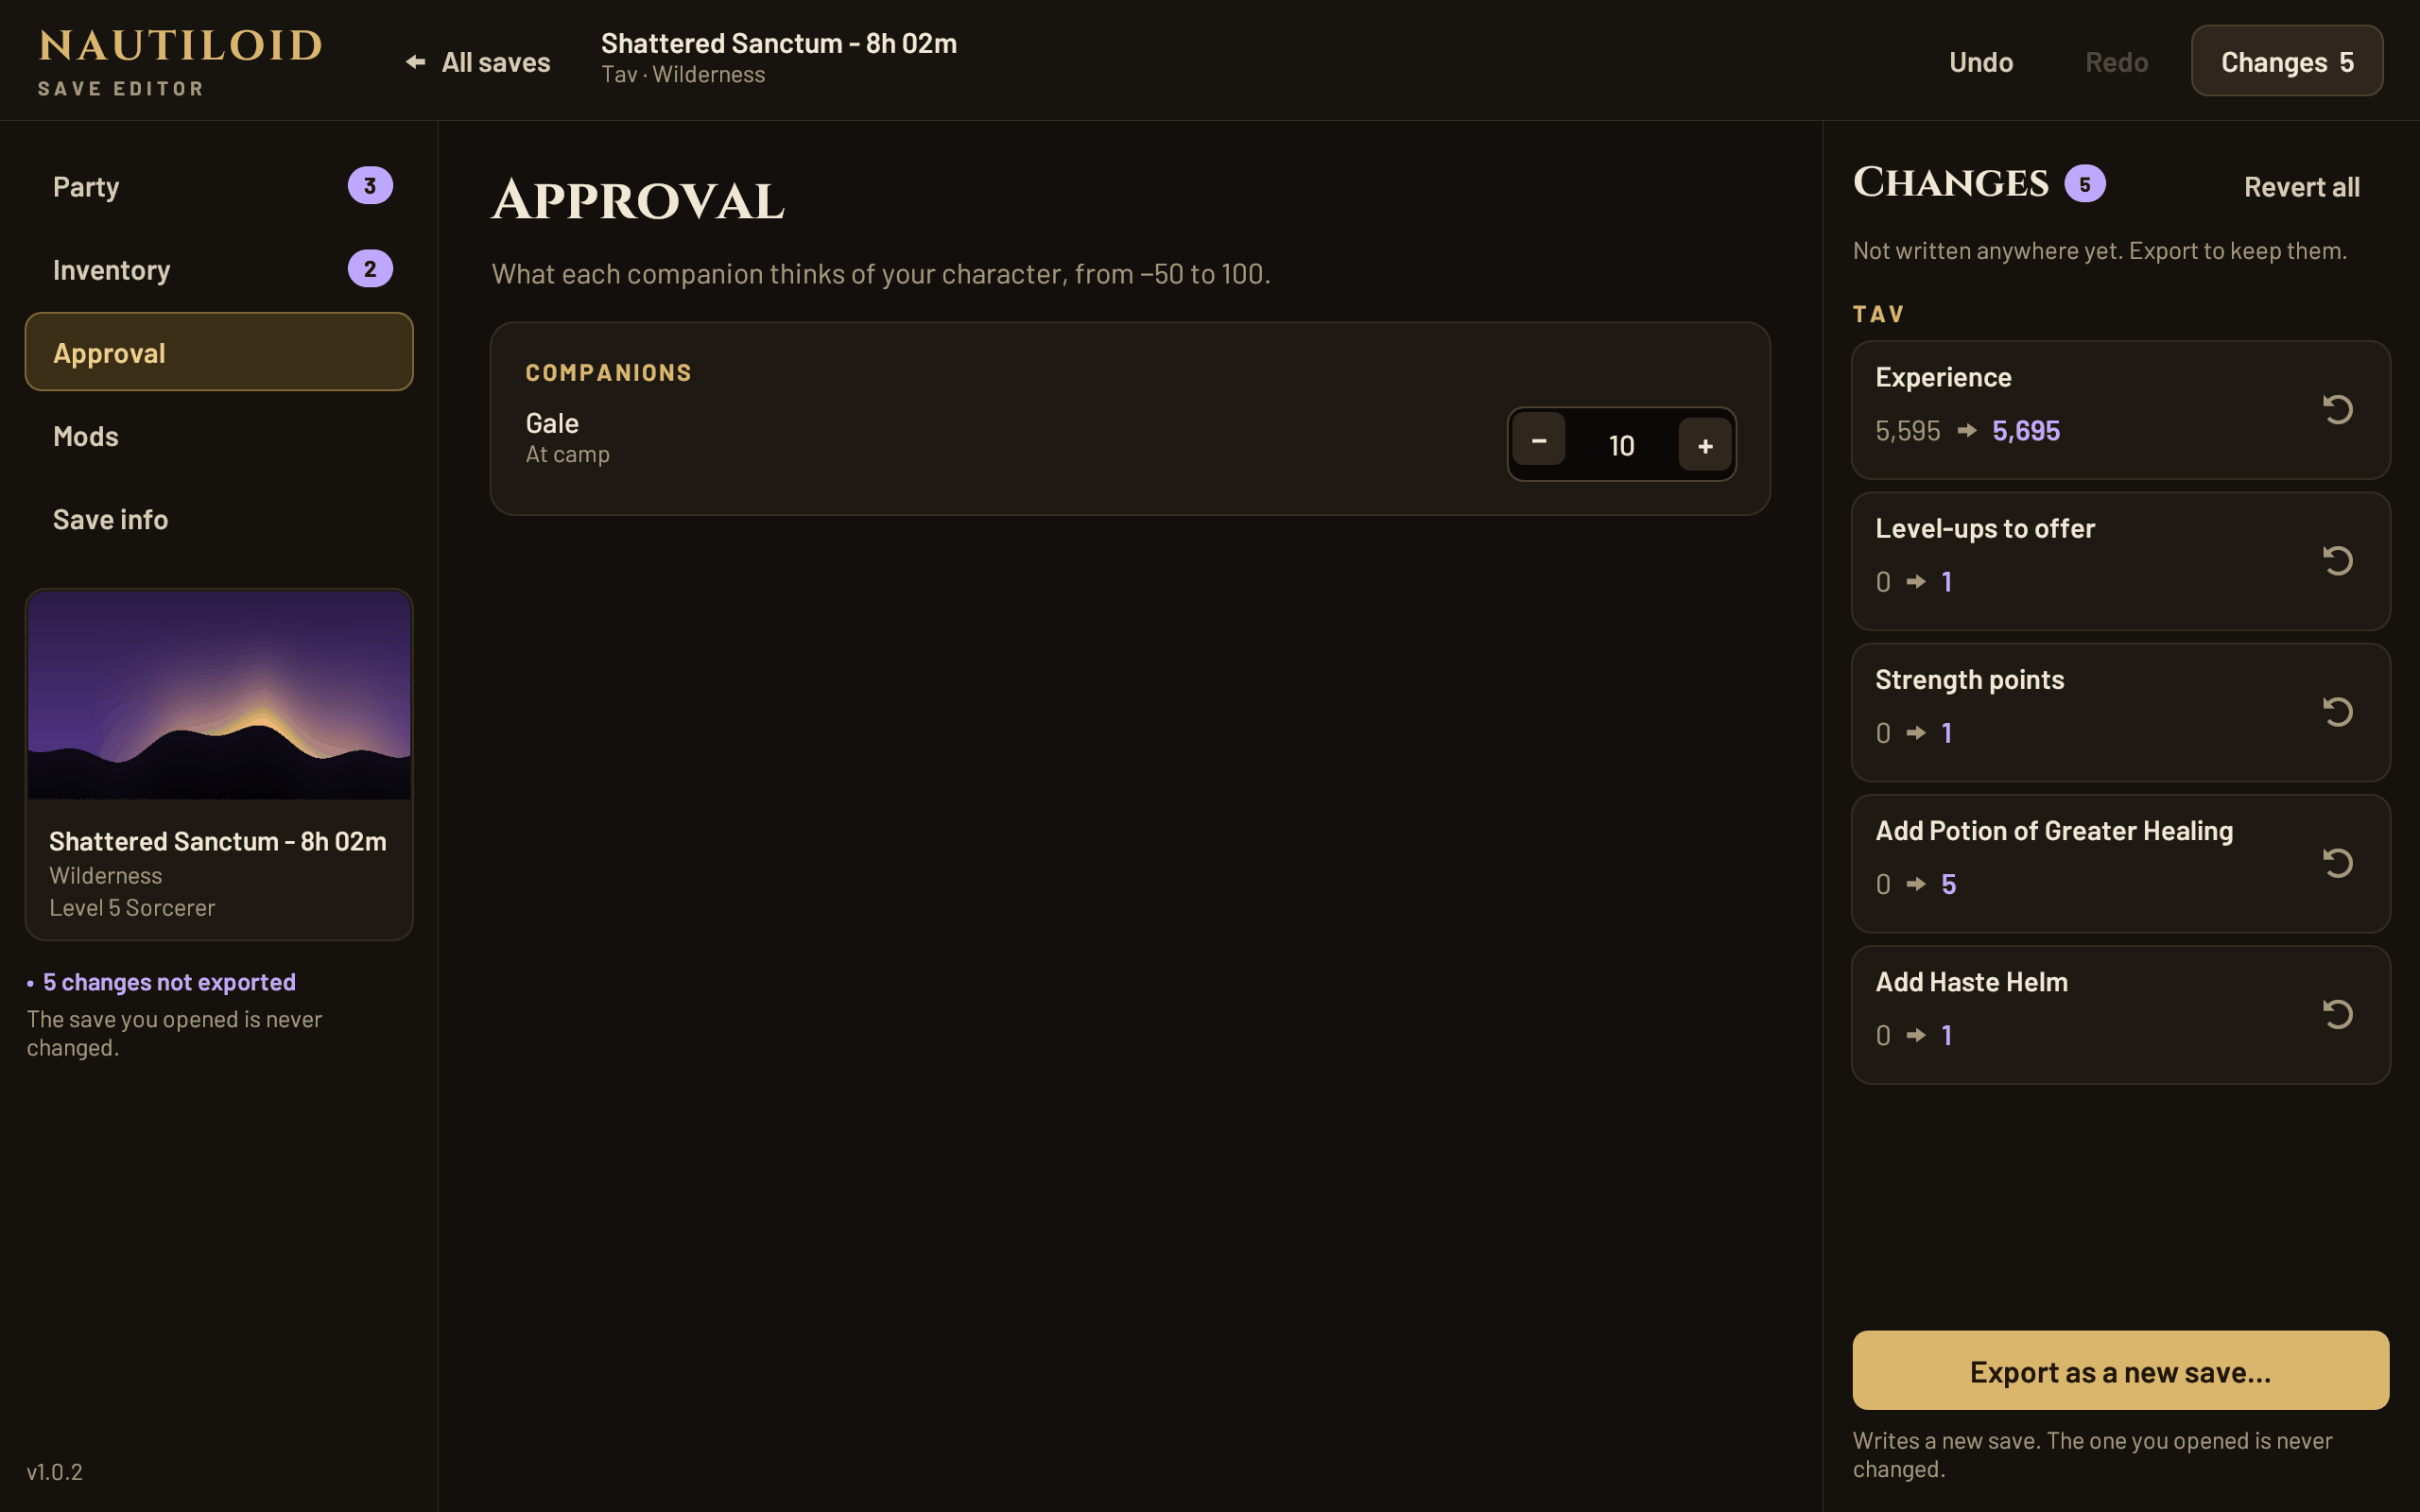 NAUTILOID
SAVE EDITOR
All saves
Shattered Sanctum - 8h 02m
Tav · Wilderness
Undo
Redo
Changes 5
Party 3
Inventory 2
Approval
Mods
Save info
Shattered Sanctum - 8h 02m
Wilderness
Level 5 Sorcerer
• 5 changes not exported
The save you opened is never
changed.
v1.0.2
APPROVAL
What each companion thinks of your character, from −50 to 100.
COMPANIONS
Gale
At camp
− 10 +
CHANGES 5
Revert all
Not written anywhere yet. Export to keep them.
TAV
Experience
5,595 → 5,695
Level-ups to offer
0 → 1
Strength points
0 → 1
Add Potion of Greater Healing
0 → 5
Add Haste Helm
0 → 1
Export as a new save...
Writes a new save. The one you opened is never
changed.